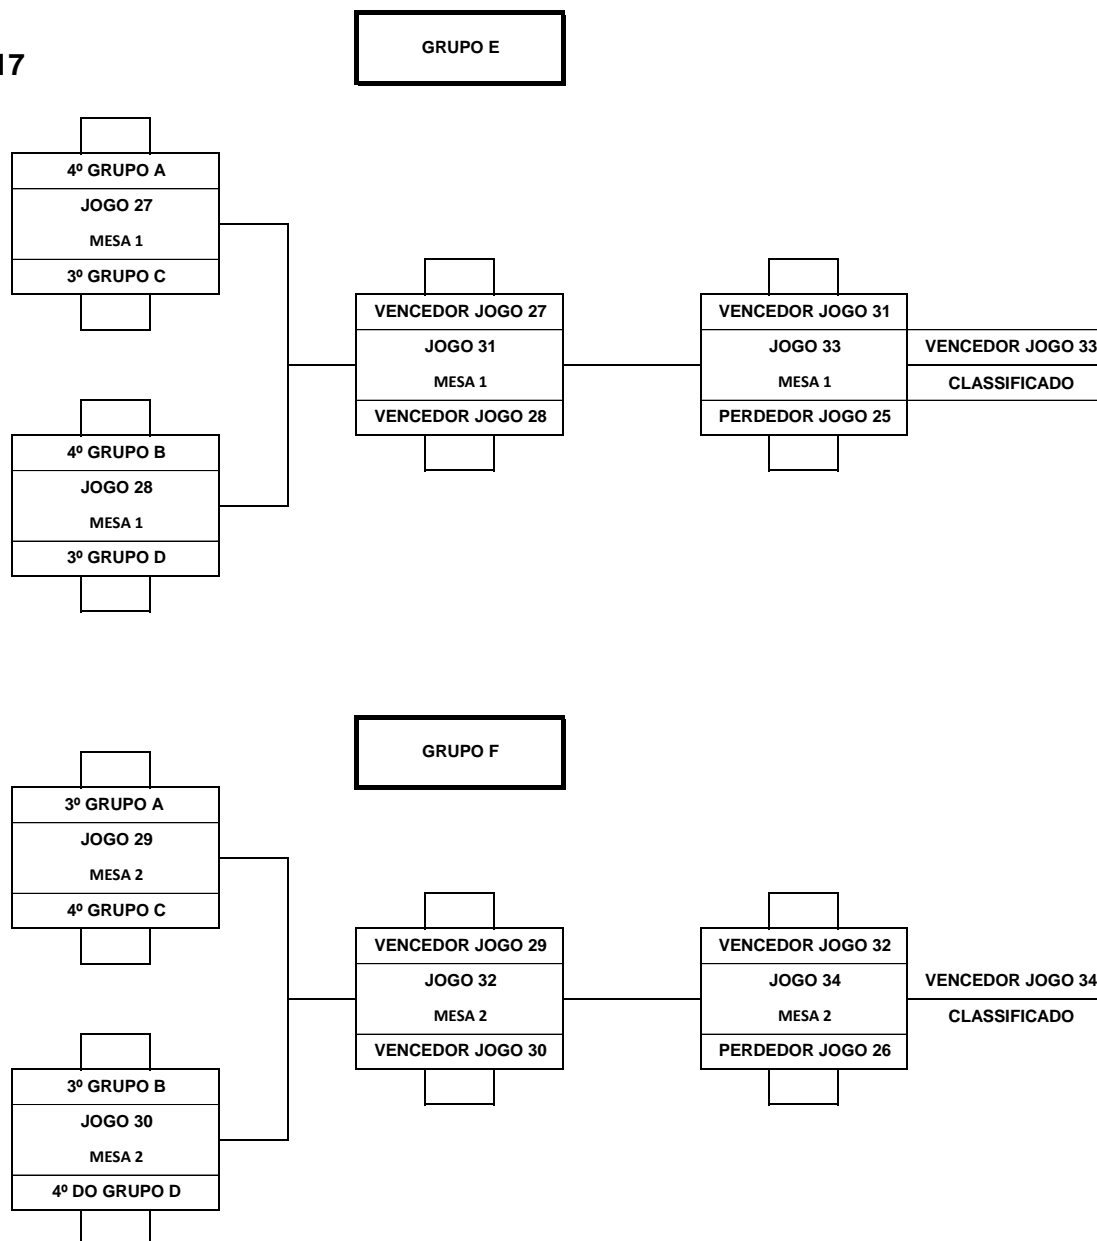 GRUPO E
17
4º GRUPO A
JOGO 27
MESA 1
3º GRUPO C
VENCEDOR JOGO 27
JOGO 31
MESA 1
VENCEDOR JOGO 28
VENCEDOR JOGO 31
JOGO 33
MESA 1
PERDEDOR JOGO 25
VENCEDOR JOGO 33
CLASSIFICADO
4º GRUPO B
JOGO 28
MESA 1
3º GRUPO D
GRUPO F
3º GRUPO A
JOGO 29
MESA 2
4º GRUPO C
VENCEDOR JOGO 29
JOGO 32
MESA 2
VENCEDOR JOGO 30
VENCEDOR JOGO 32
JOGO 34
MESA 2
PERDEDOR JOGO 26
VENCEDOR JOGO 34
CLASSIFICADO
3º GRUPO B
JOGO 30
MESA 2
4º DO GRUPO D